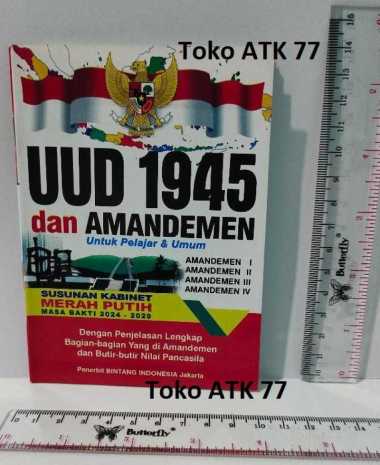 Toko ATK 77
UUD 1945
dan AMANDEMEN
Untuk Pelajar & Umum
AMANDEMEN I
AMANDEMEN II
AMANDEMEN III
AMANDEMEN IV
SUSUNAN KABINET
MERAH PUTIH
MASA BAKTI 2024 - 2029
Dengan Penjelasan Lengkap
Bagian-bagian Yang di Amandemen
dan Butir-butir Nilai Pancasila
Penerbit BINTANG INDONESIA Jakarta
Toko ATK 77
Butterfly
Butterfly